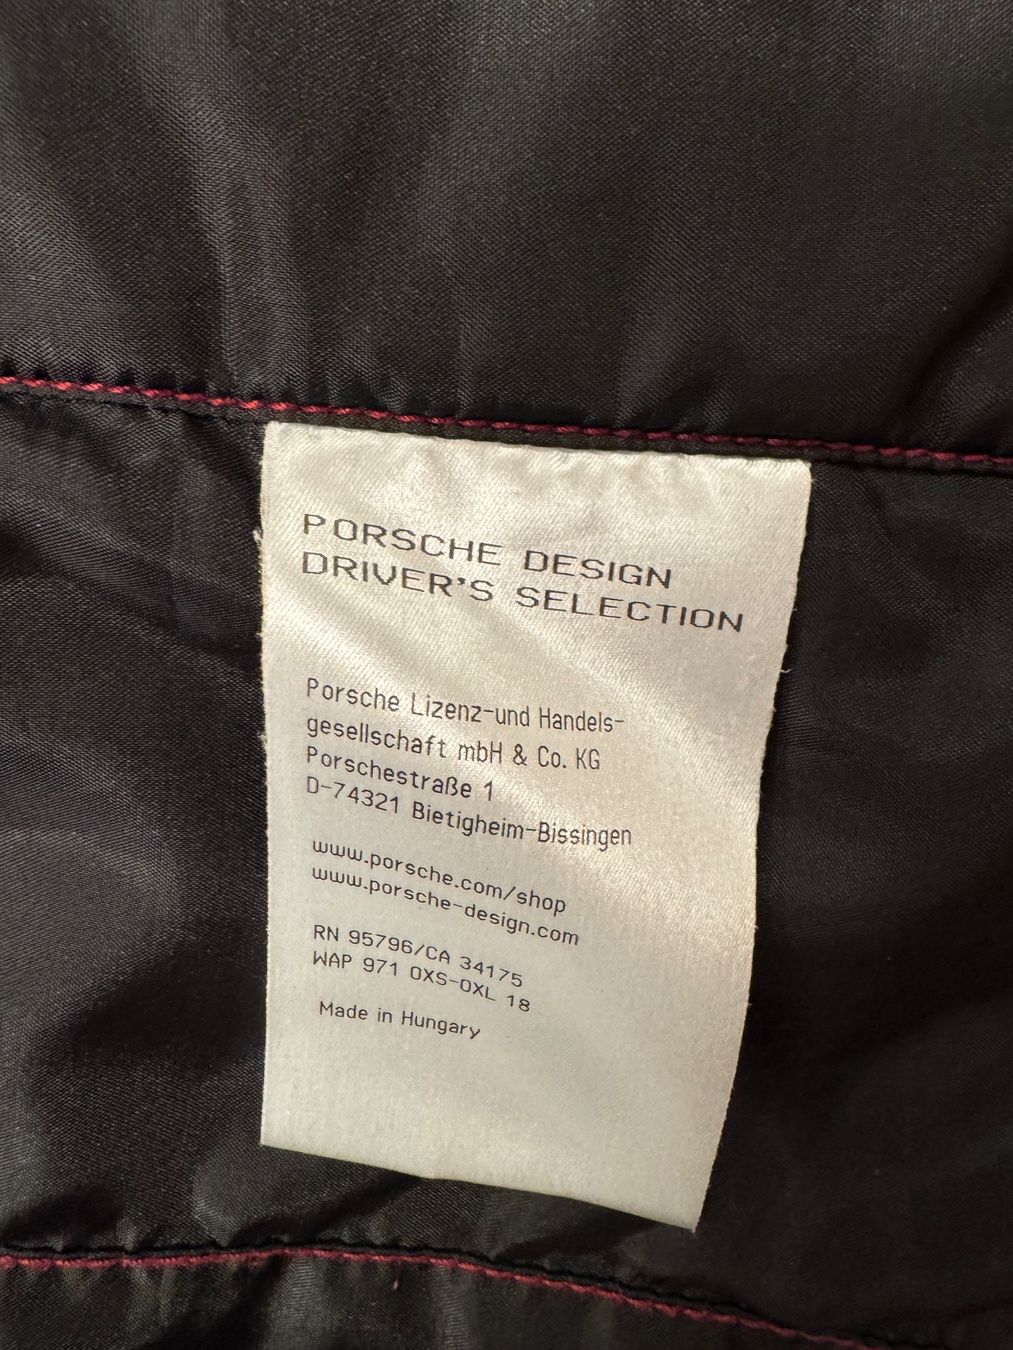 PORSCHE DESIGN
DRIVER'S SELECTION
Porsche Lizenz-und Handels-
gesellschaft mbH & Co. KG
Porschestraße 1
D-74321 Bietigheim-Bissingen
www.porsche.com/shop
www.porsche-design.com
RN 95796/CA 34175
WAP 971 0XS-0XL 18
Made in Hungary